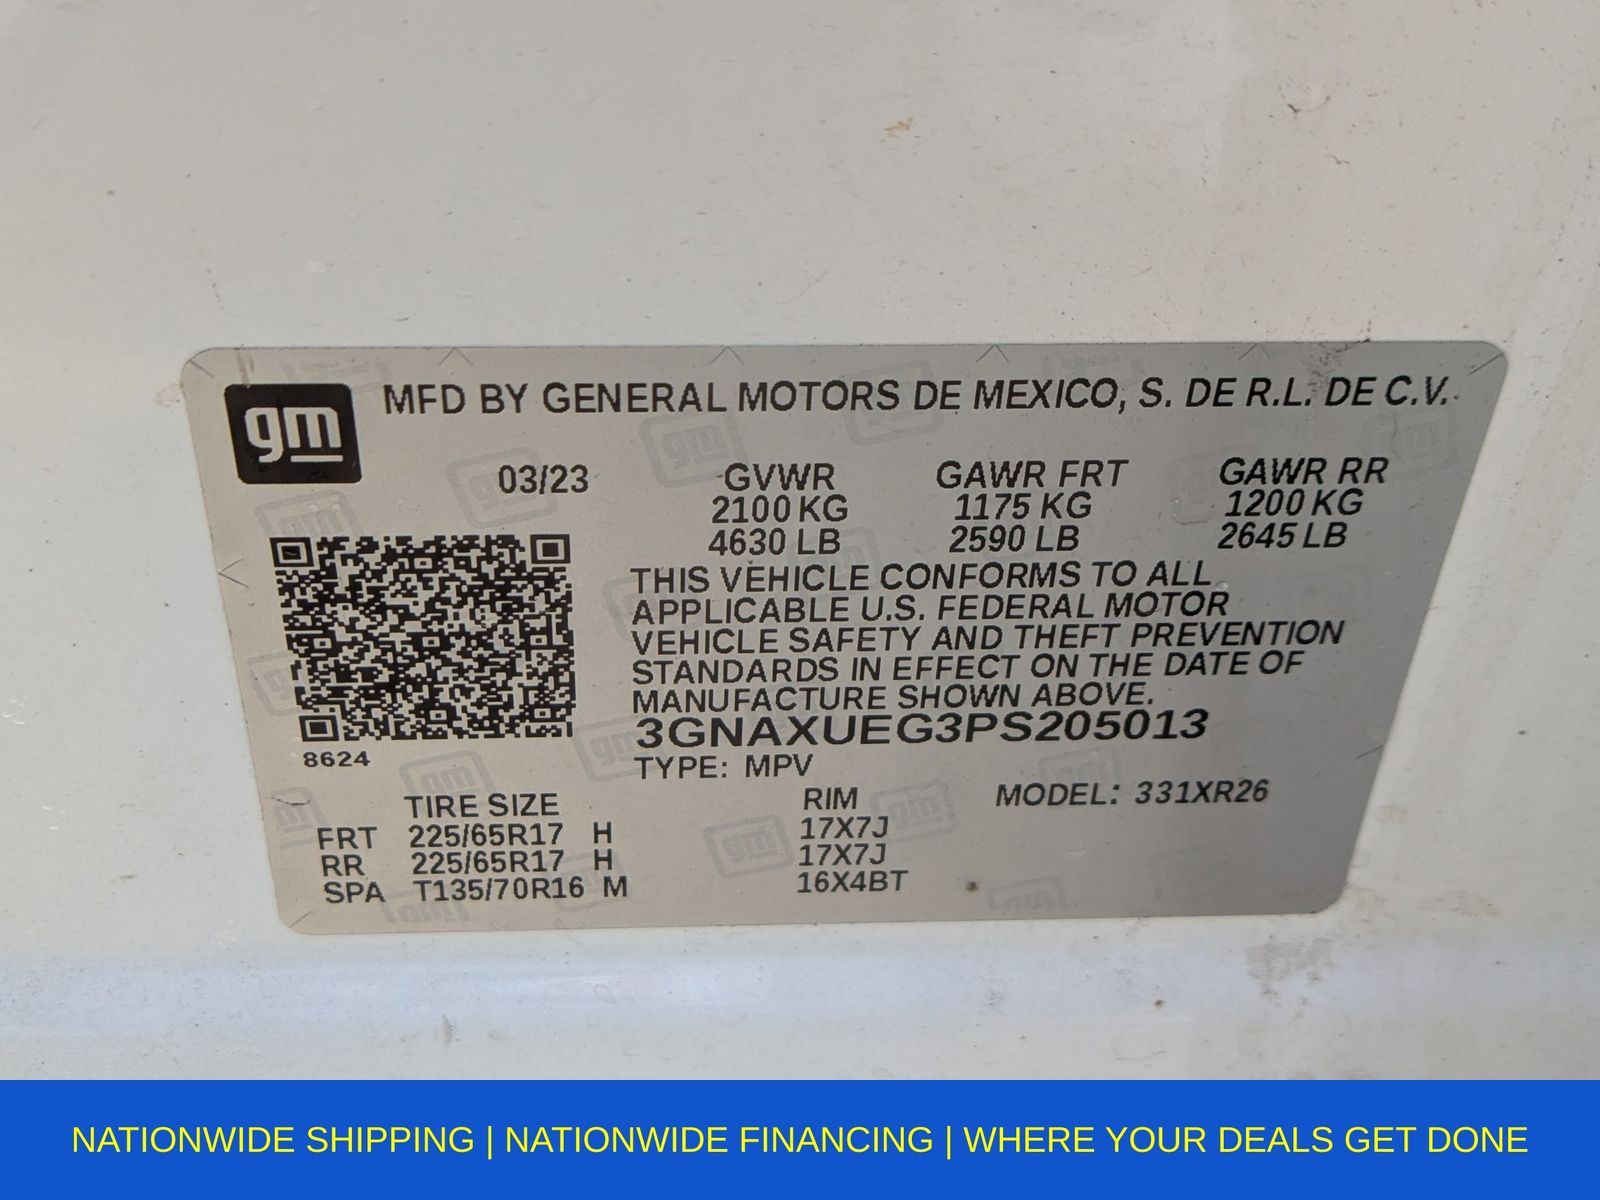 gm
MFD BY GENERAL MOTORS DE MEXICO, S. DE R.L. DE C.V.
03/23 GVWR GAWR FRT GAWR RR
2100 KG 1175 KG 1200 KG
4630 LB 2590 LB 2645 LB
THIS VEHICLE CONFORMS TO ALL
APPLICABLE U.S. FEDERAL MOTOR
VEHICLE SAFETY AND THEFT PREVENTION
STANDARDS IN EFFECT ON THE DATE OF
MANUFACTURE SHOWN ABOVE.
3GNAXUEG3PS205013
8624
TYPE: MPV
TIRE SIZE RIM MODEL: 331XR26
FRT 225/65R17 H 17X7J
RR 225/65R17 H 17X7J
SPA T135/70R16 M 16X4BT
NATIONWIDE SHIPPING | NATIONWIDE FINANCING | WHERE YOUR DEALS GET DONE